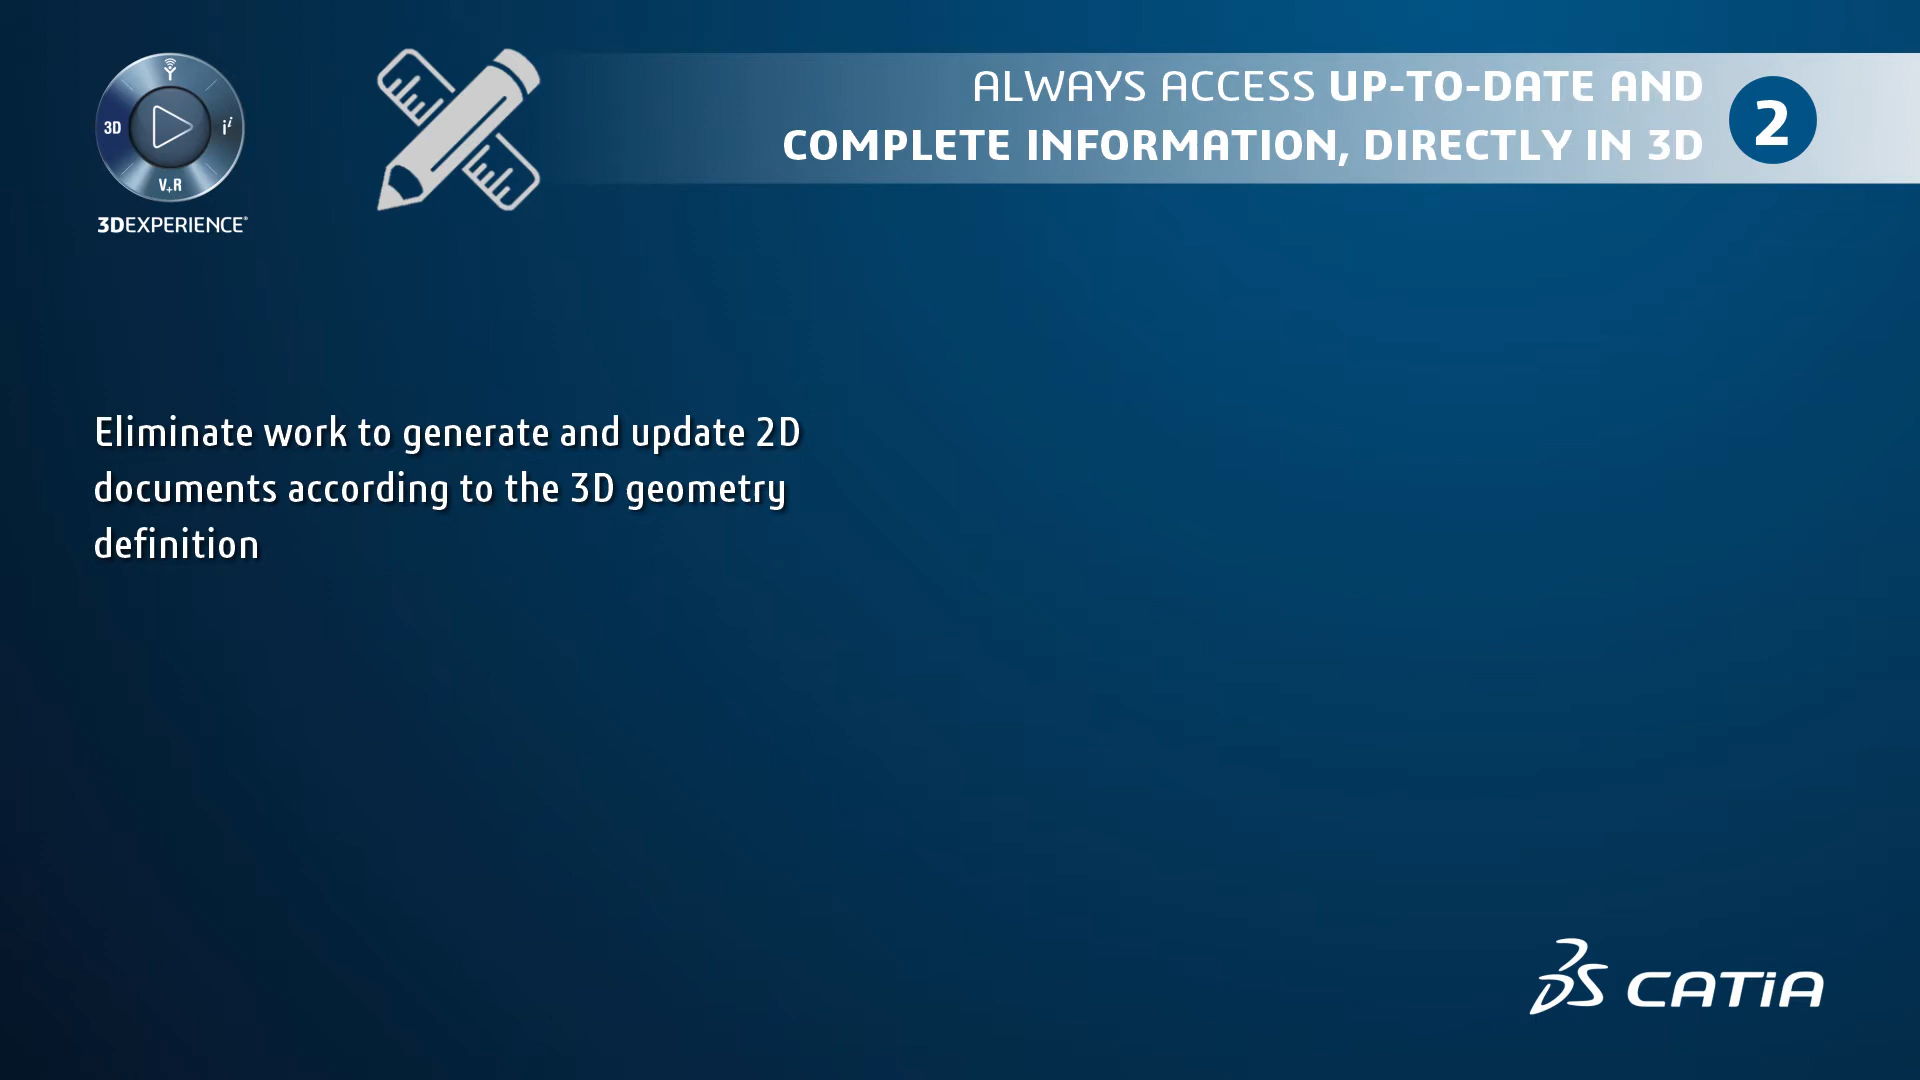 3D
V+R
3DEXPERIENCE®
ALWAYS ACCESS UP-TO-DATE AND
COMPLETE INFORMATION, DIRECTLY IN 3D
2
Eliminate work to generate and update 2D
documents according to the 3D geometry
definition
3DS CATIA